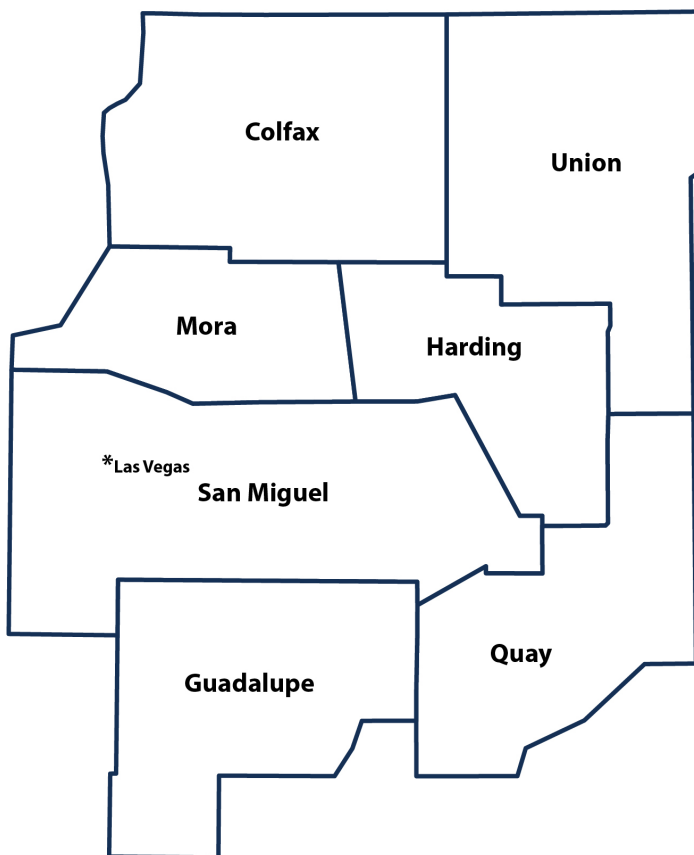 Colfax
Union
Mora
Harding
*Las Vegas
San Miguel
Quay
Guadalupe